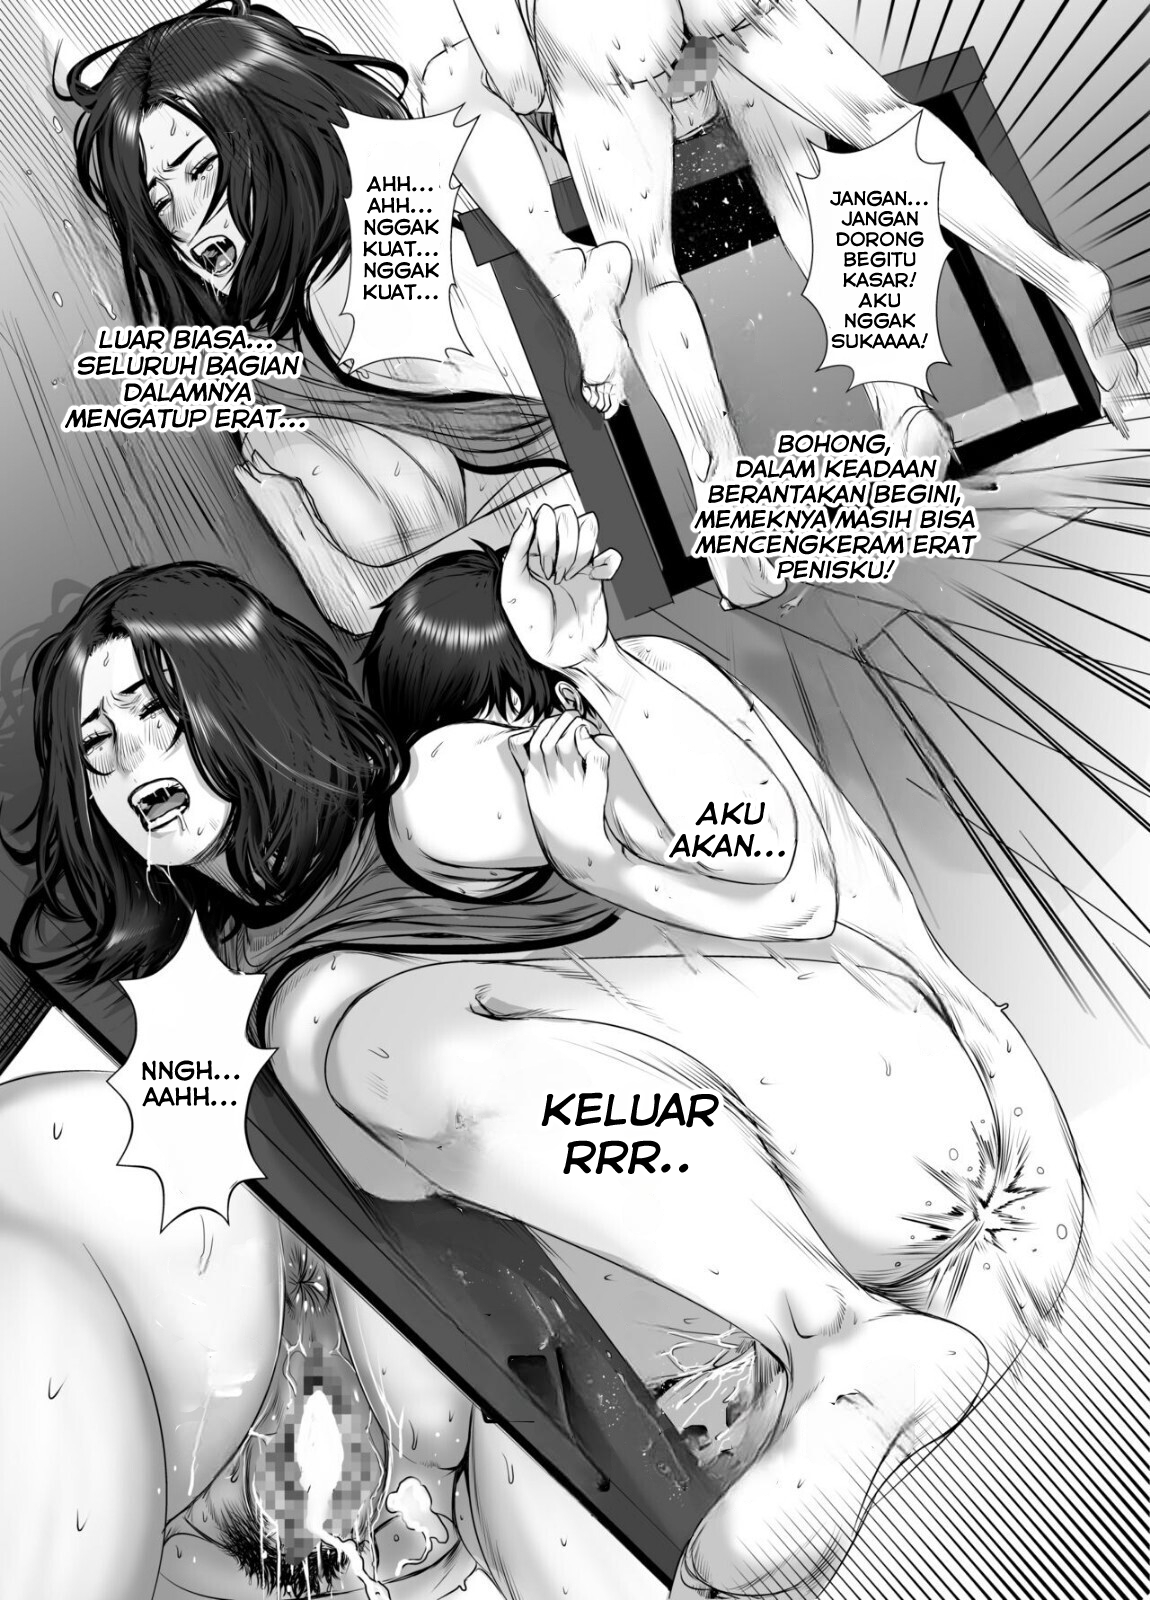 AHH...
AHH...
NGGAK
KUAT...
NGGAK
KUAT...
JANGAN...
JANGAN
DORONG
BEGITU
KASAR!
AKU
NGGAK
SUKAAAA!
LUAR BIASA...
SELURUH BAGIAN
DALAMNYA
MENGATUP ERAT...
BOHONG,
DALAM KEADAAN
BERANTAKAN BEGINI,
MEMEKNYA MASIH BISA
MENCENGKERAM ERAT
PENISKU!
AKU
AKAN...
NNGH...
AAHH...
KELUAR
RRR..